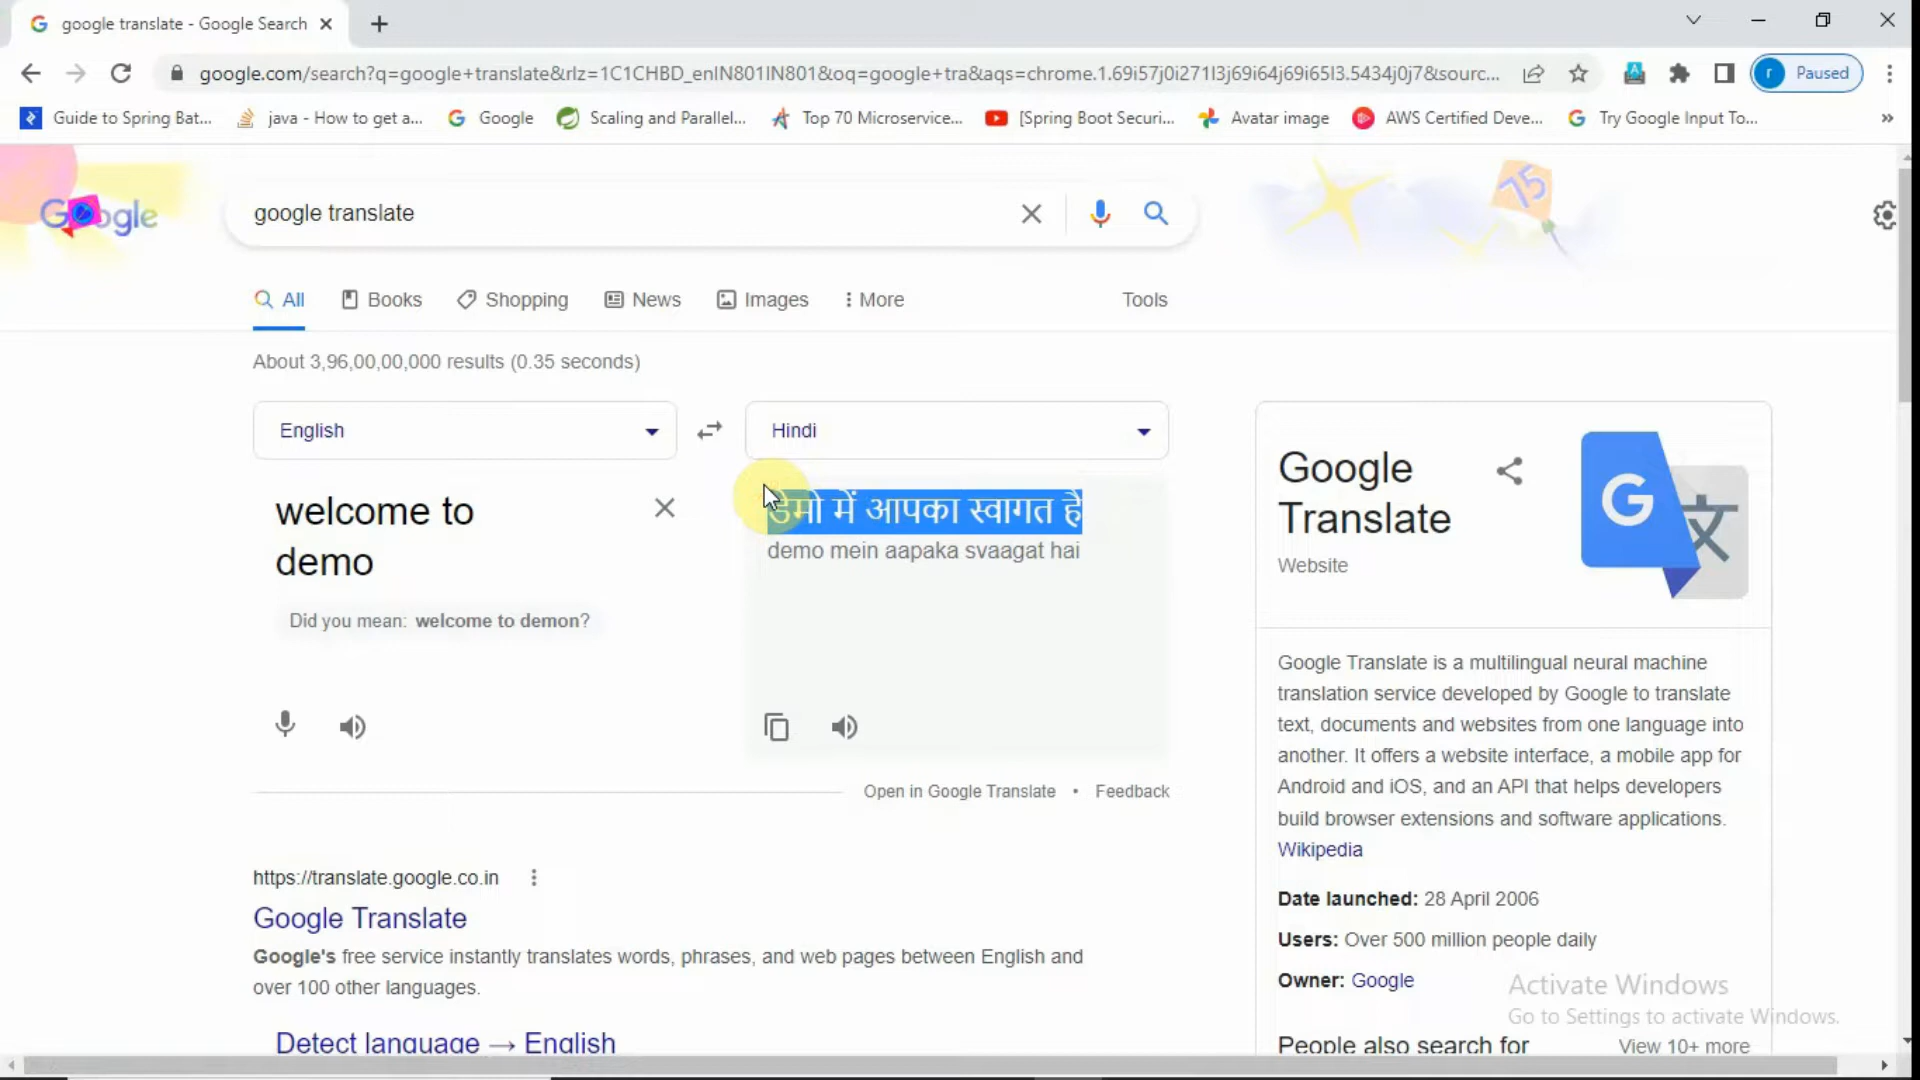 google translate - Google Search
google.com/search?q=google+translate&rlz=1C1CHBD_enIN801IN801&oq=google+tra&aqs=chrome.1.69i57j0i271l3j69i64j69i65l3.5434j0j7&sourc...
r Paused
Guide to Spring Bat...
java - How to get a...
Google
Scaling and Parallel...
Top 70 Microservice...
[Spring Boot Securi...
Avatar image
AWS Certified Deve...
Try Google Input To...
»
Google
google translate
75
All
Books
Shopping
News
Images
More
Tools
About 3,96,00,00,000 results (0.35 seconds)
English
Hindi
welcome to
demo
Did you mean: welcome to demon?
डेमो में आपका स्वागत है
demo mein aapaka svaagat hai
Open in Google Translate • Feedback
https://translate.google.co.in
Google Translate
Google's free service instantly translates words, phrases, and web pages between English and
over 100 other languages.
Detect language → English
Google
Translate
Website
G 文
Google Translate is a multilingual neural machine
translation service developed by Google to translate
text, documents and websites from one language into
another. It offers a website interface, a mobile app for
Android and iOS, and an API that helps developers
build browser extensions and software applications.
Wikipedia
Date launched: 28 April 2006
Users: Over 500 million people daily
Owner: Google
Activate Windows
Go to Settings to activate Windows.
People also search for
View 10+ more